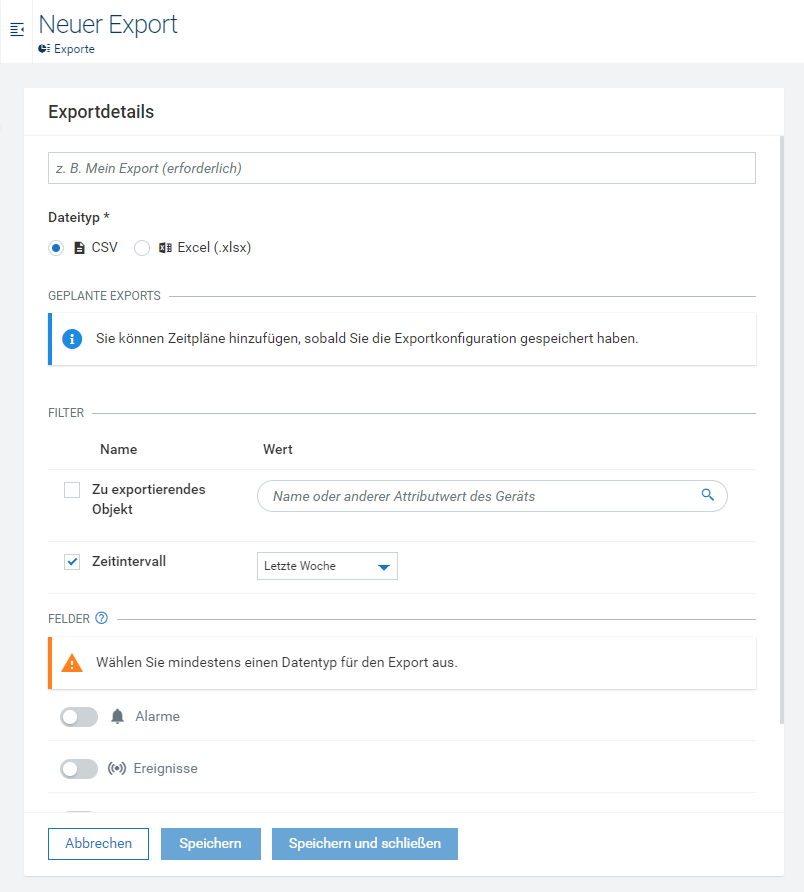 Neuer Export
Exporte
Exportdetails
z. B. Mein Export (erforderlich)
Dateityp *
CSV Excel (.xlsx)
GEPLANTE EXPORTS
Sie können Zeitpläne hinzufügen, sobald Sie die Exportkonfiguration gespeichert haben.
FILTER
Name Wert
Zu exportierendes
Objekt
Name oder anderer Attributwert des Geräts
Zeitintervall Letzte Woche
FELDER
Wählen Sie mindestens einen Datentyp für den Export aus.
Alarme
Ereignisse
Abbrechen Speichern Speichern und schließen